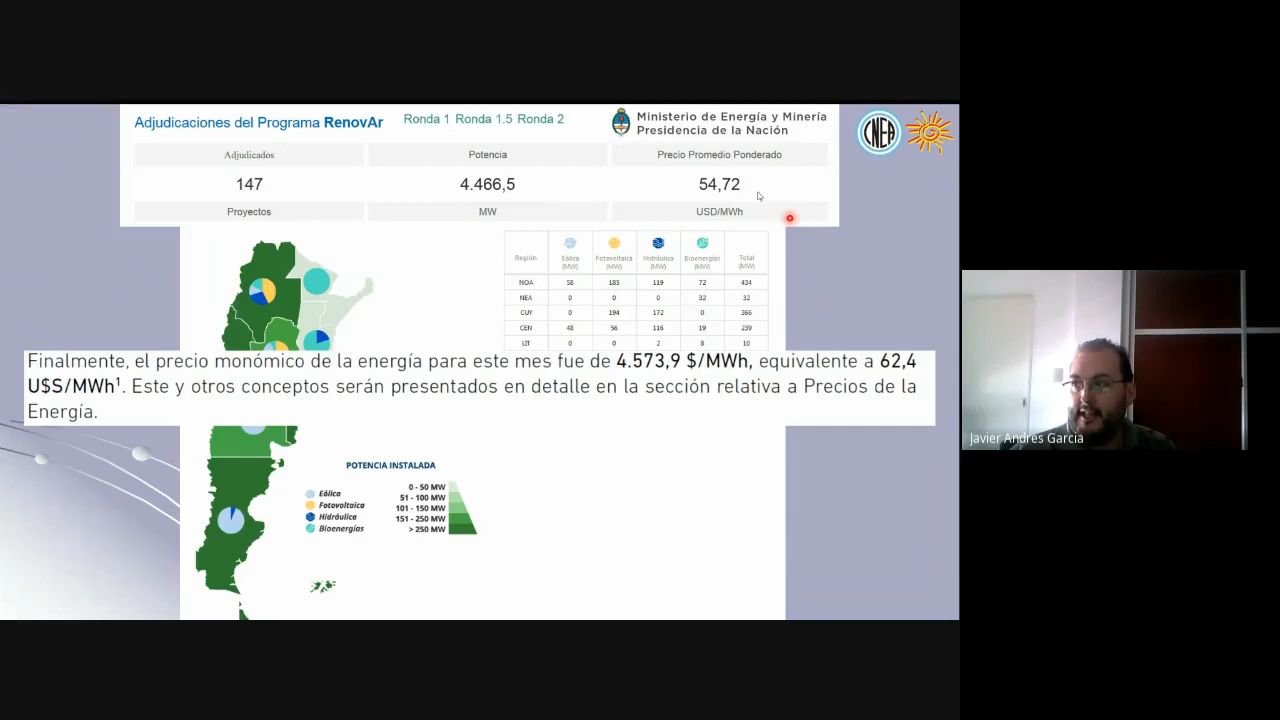 Adjudicaciones del Programa RenovAr
Ronda 1 Ronda 1.5 Ronda 2
Ministerio de Energía y Minería
Presidencia de la Nación
CNEA
Adjudicados
Potencia
Precio Promedio Ponderado
147
4.466,5
54,72
Proyectos
MW
USD/MWh
Región Eólica (MW) Fotovoltaica (MW) Hidráulica (MW) Bioenergías (MW) Total (MW)
NOA 58 185 119 72 434
NEA 0 0 0 32 32
CUY 0 194 172 0 366
CEN 48 56 116 19 239
LIT 0 0 2 8 10
Finalmente, el precio monómico de la energía para este mes fue de 4.573,9 $/MWh, equivalente a 62,4
U$S/MWh¹. Este y otros conceptos serán presentados en detalle en la sección relativa a Precios de la
Energía.
POTENCIA INSTALADA
Eólica
Fotovoltaica
Hidráulica
Bioenergías
0 - 50 MW
51 - 100 MW
101 - 150 MW
151 - 250 MW
> 250 MW
Javier Andres Garcia